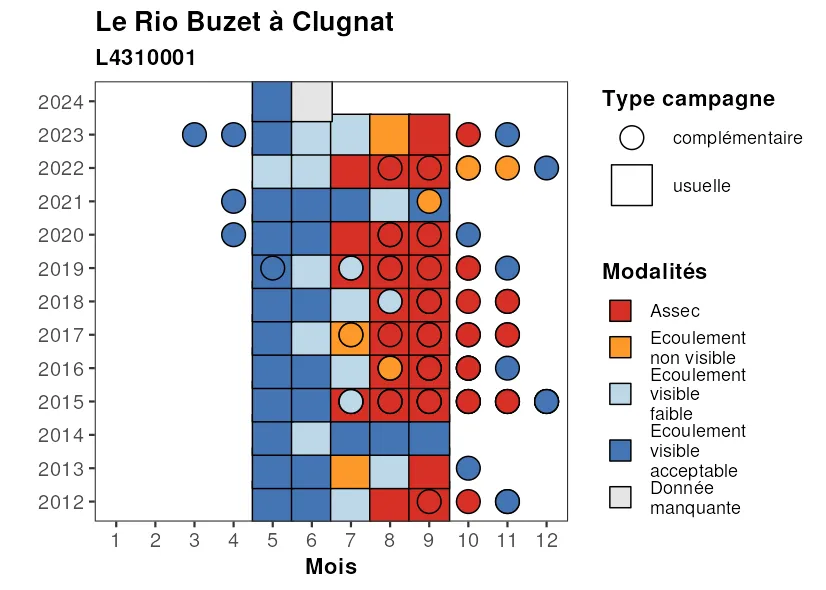 Le Rio Buzet à Clugnat
L4310001
2024
2023
2022
2021
2020
2019
2018
2017
2016
2015
2014
2013
2012
1 2 3 4 5 6 7 8 9 10 11 12
Mois
Type campagne
complémentaire
usuelle
Modalités
Assec
Ecoulement
non visible
Ecoulement
visible
faible
Ecoulement
visible
acceptable
Donnée
manquante